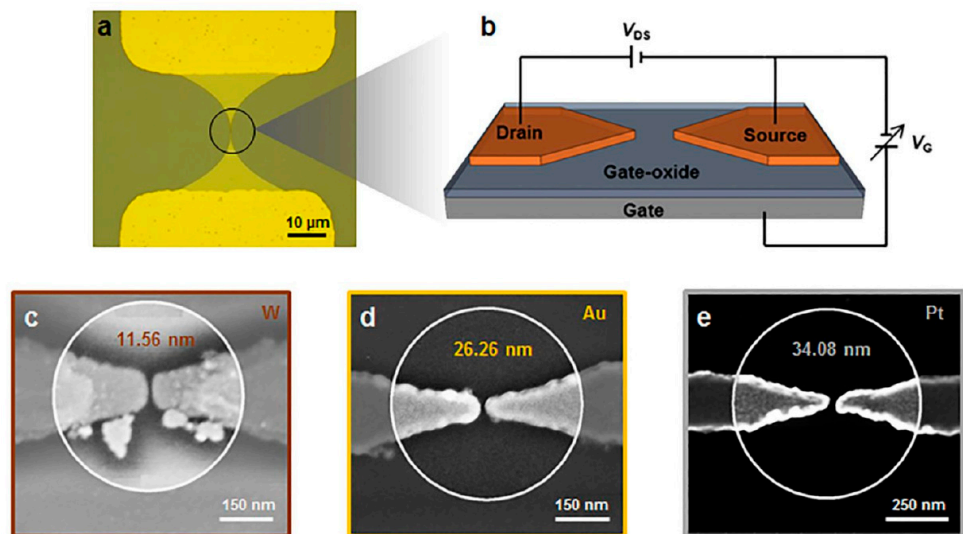 a
10 µm
b
V_DS
Drain
Source
V_G
Gate-oxide
Gate
c
W
11.56 nm
150 nm
d
Au
26.26 nm
150 nm
e
Pt
34.08 nm
250 nm